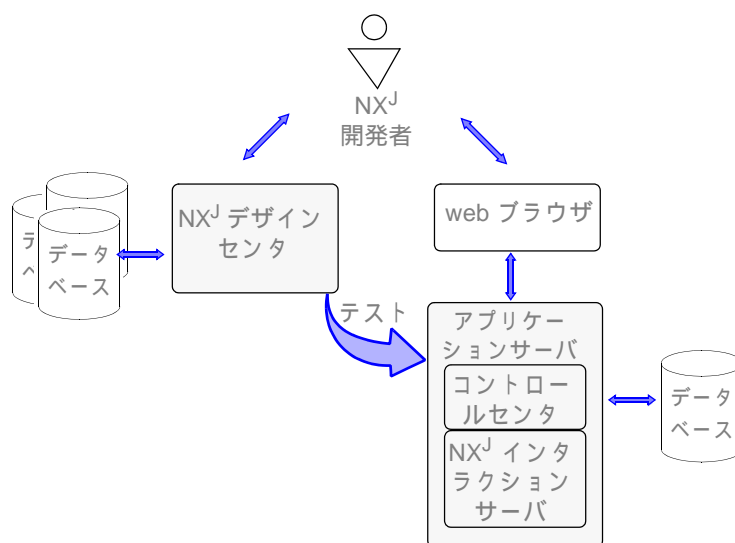 NXJ
開発者
NXJ デザイン
センタ
web ブラウザ
データ
ベース
テスト
アプリケー
ションサーバ
コントロー
ルセンタ
NXJ インタ
ラクション
サーバ
データ
ベース